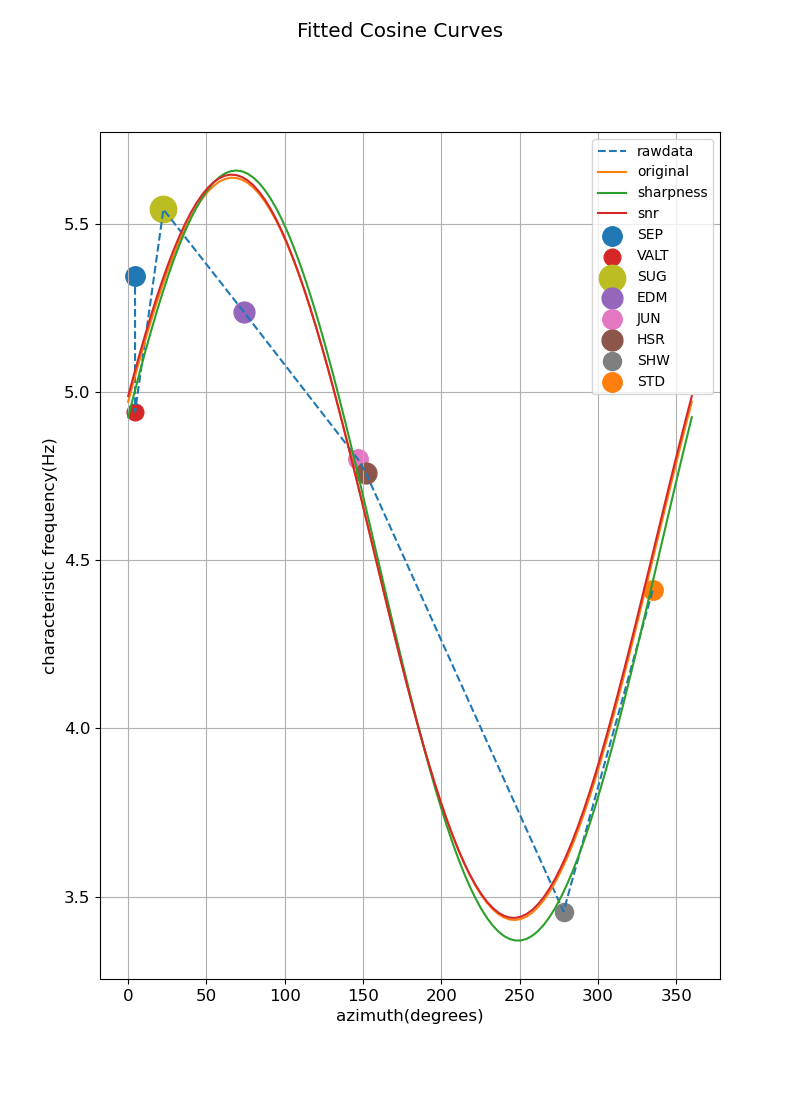 Fitted Cosine Curves
rawdata
original
sharpness
snr
SEP
VALT
SUG
EDM
JUN
HSR
SHW
STD
5.5
5.0
4.5
4.0
3.5
characteristic frequency(Hz)
0 50 100 150 200 250 300 350
azimuth(degrees)